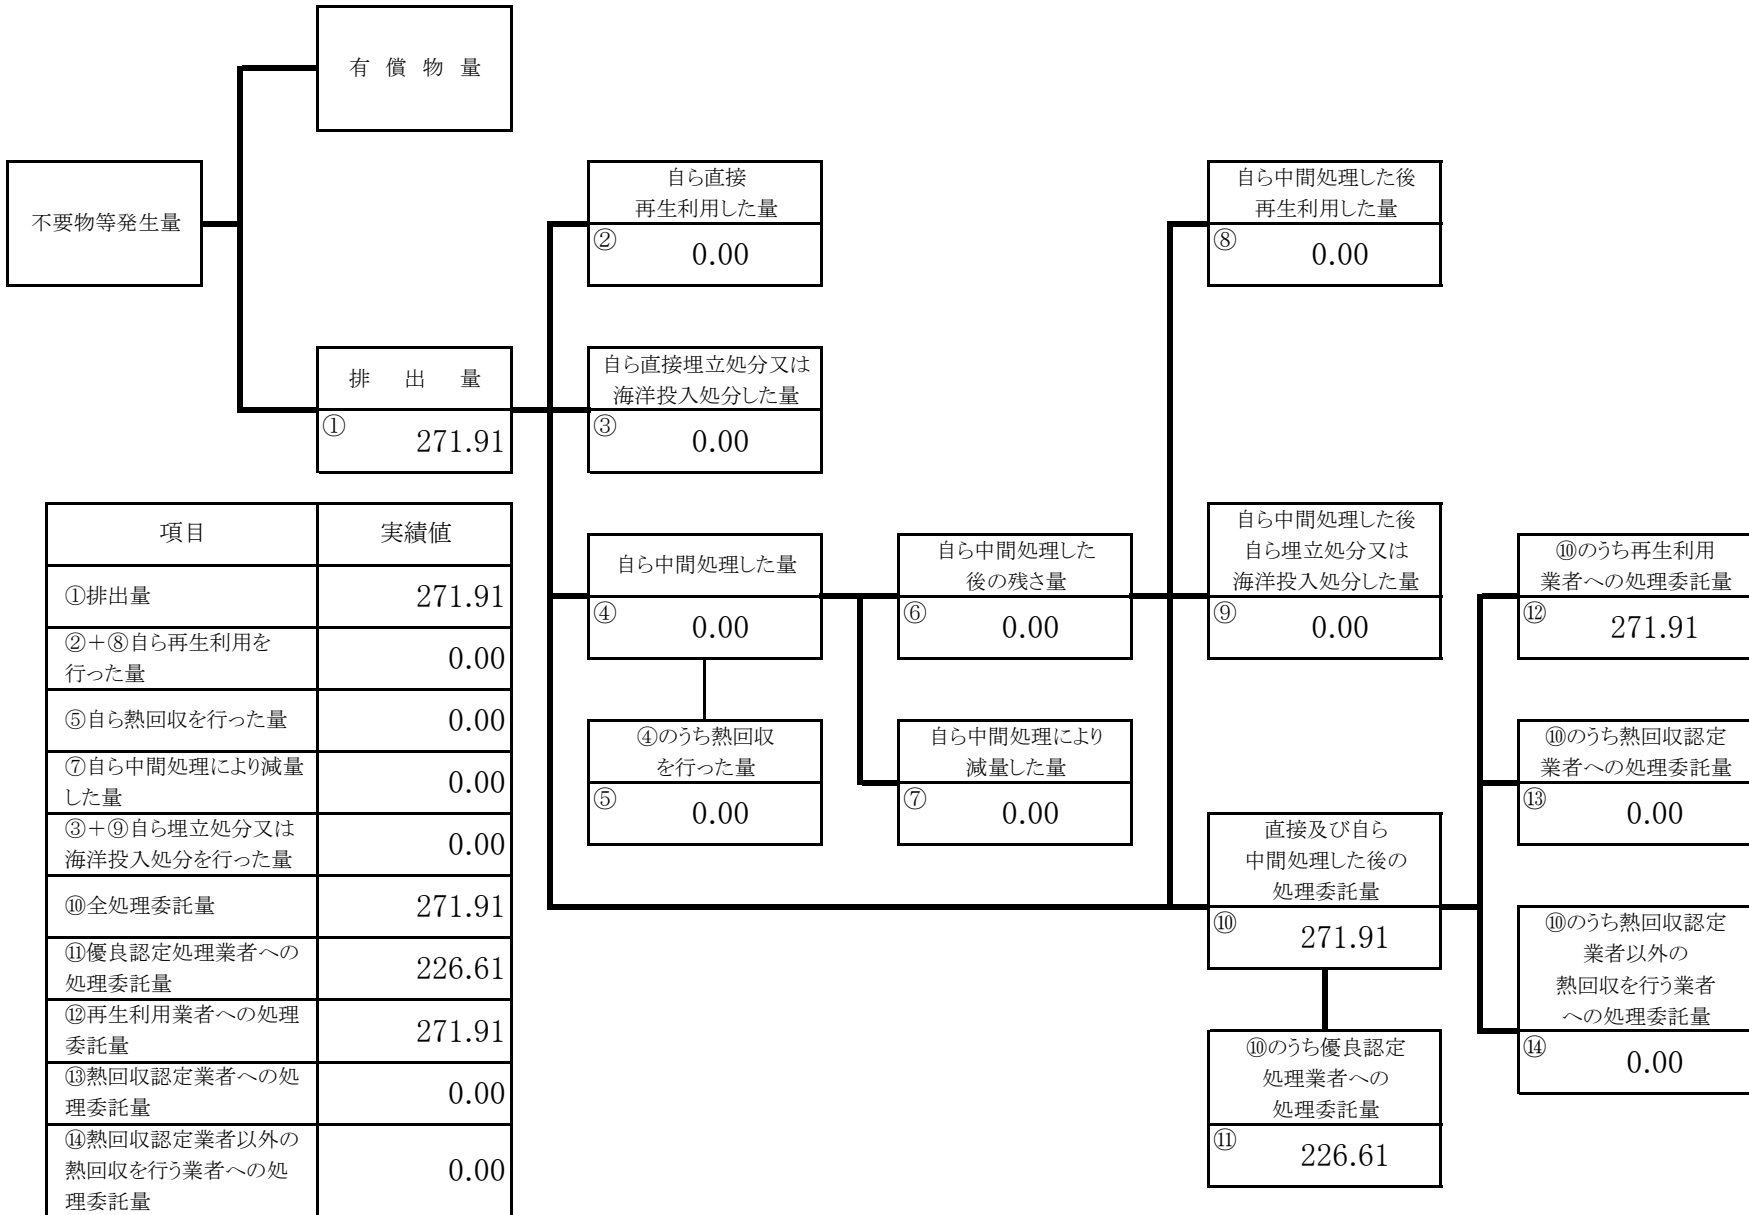 有 償 物 量
不要物等発生量
排 出 量
①
271.91
自ら直接
再生利用した量
②
0.00
自ら直接埋立処分又は
海洋投入処分した量
③
0.00
自ら中間処理した量
④
0.00
④のうち熱回収
を行った量
⑤
0.00
自ら中間処理した
後の残さ量
⑥
0.00
自ら中間処理により
減量した量
⑦
0.00
自ら中間処理した後
再生利用した量
⑧
0.00
自ら中間処理した後
自ら埋立処分又は
海洋投入処分した量
⑨
0.00
直接及び自ら
中間処理した後の
処理委託量
⑩
271.91
⑩のうち優良認定
処理業者への
処理委託量
⑪
226.61
⑩のうち再生利用
業者への処理委託量
⑫
271.91
⑩のうち熱回収認定
業者への処理委託量
⑬
0.00
⑩のうち熱回収認定
業者以外の
熱回収を行う業者
への処理委託量
⑭
0.00
項目 実績値
①排出量 271.91
②+⑧自ら再生利用を
行った量 0.00
⑤自ら熱回収を行った量 0.00
⑦自ら中間処理により減量
した量 0.00
③+⑨自ら埋立処分又は
海洋投入処分を行った量 0.00
⑩全処理委託量 271.91
⑪優良認定処理業者への
処理委託量 226.61
⑫再生利用業者への処理
委託量 271.91
⑬熱回収認定業者への処
理委託量 0.00
⑭熱回収認定業者以外の
熱回収を行う業者への処
理委託量 0.00